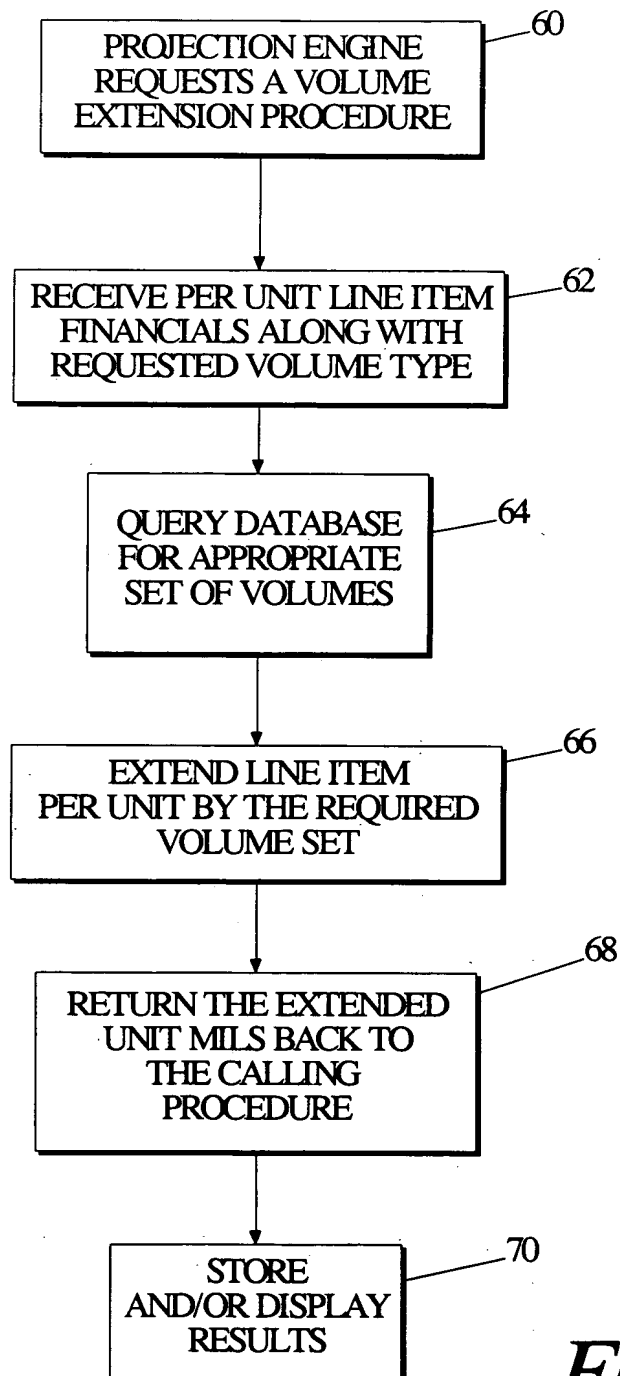 PROJECTION ENGINE
REQUESTS A VOLUME
EXTENSION PROCEDURE
60
RECEIVE PER UNIT LINE ITEM
FINANCIALS ALONG WITH
REQUESTED VOLUME TYPE
62
QUERY DATABASE
FOR APPROPRIATE
SET OF VOLUMES
64
EXTEND LINE ITEM
PER UNIT BY THE REQUIRED
VOLUME SET
66
RETURN THE EXTENDED
UNIT MILS BACK TO
THE CALLING
PROCEDURE
68
STORE
AND/OR DISPLAY
RESULTS
70